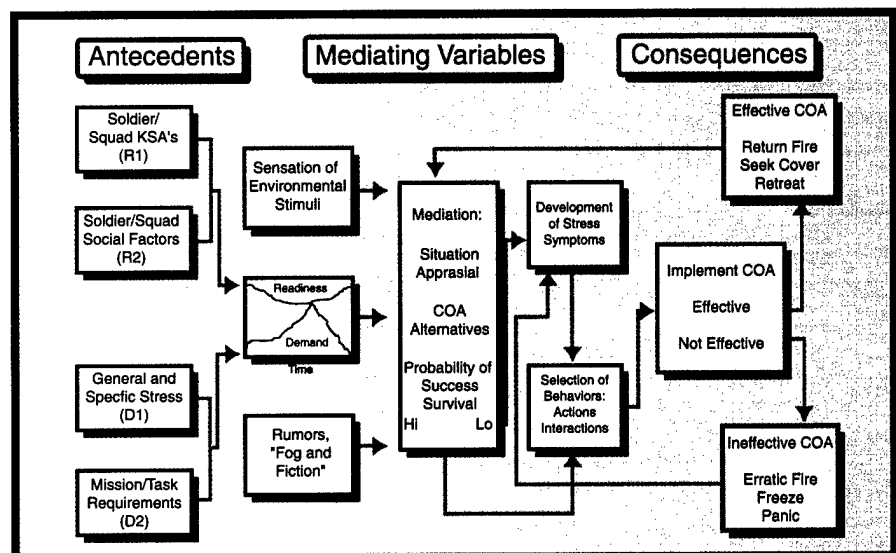 Antecedents
Mediating Variables
Consequences
Soldier/
Squad KSA's
(R1)
Soldier/Squad
Social Factors
(R2)
General and
Specfic Stress
(D1)
Mission/Task
Requirements
(D2)
Sensation of
Environmental
Stimuli
Readiness
Demand
Time
Rumors,
"Fog and
Fiction"
Mediation:
Situation
Apprasial
COA
Alternatives
Probability of
Success
Survival
Hi Lo
Development
of Stress
Symptoms
Selection of
Behaviors:
Actions
Interactions
Implement COA
Effective
Not Effective
Effective COA
Return Fire
Seek Cover
Retreat
Ineffective COA
Erratic Fire
Freeze
Panic